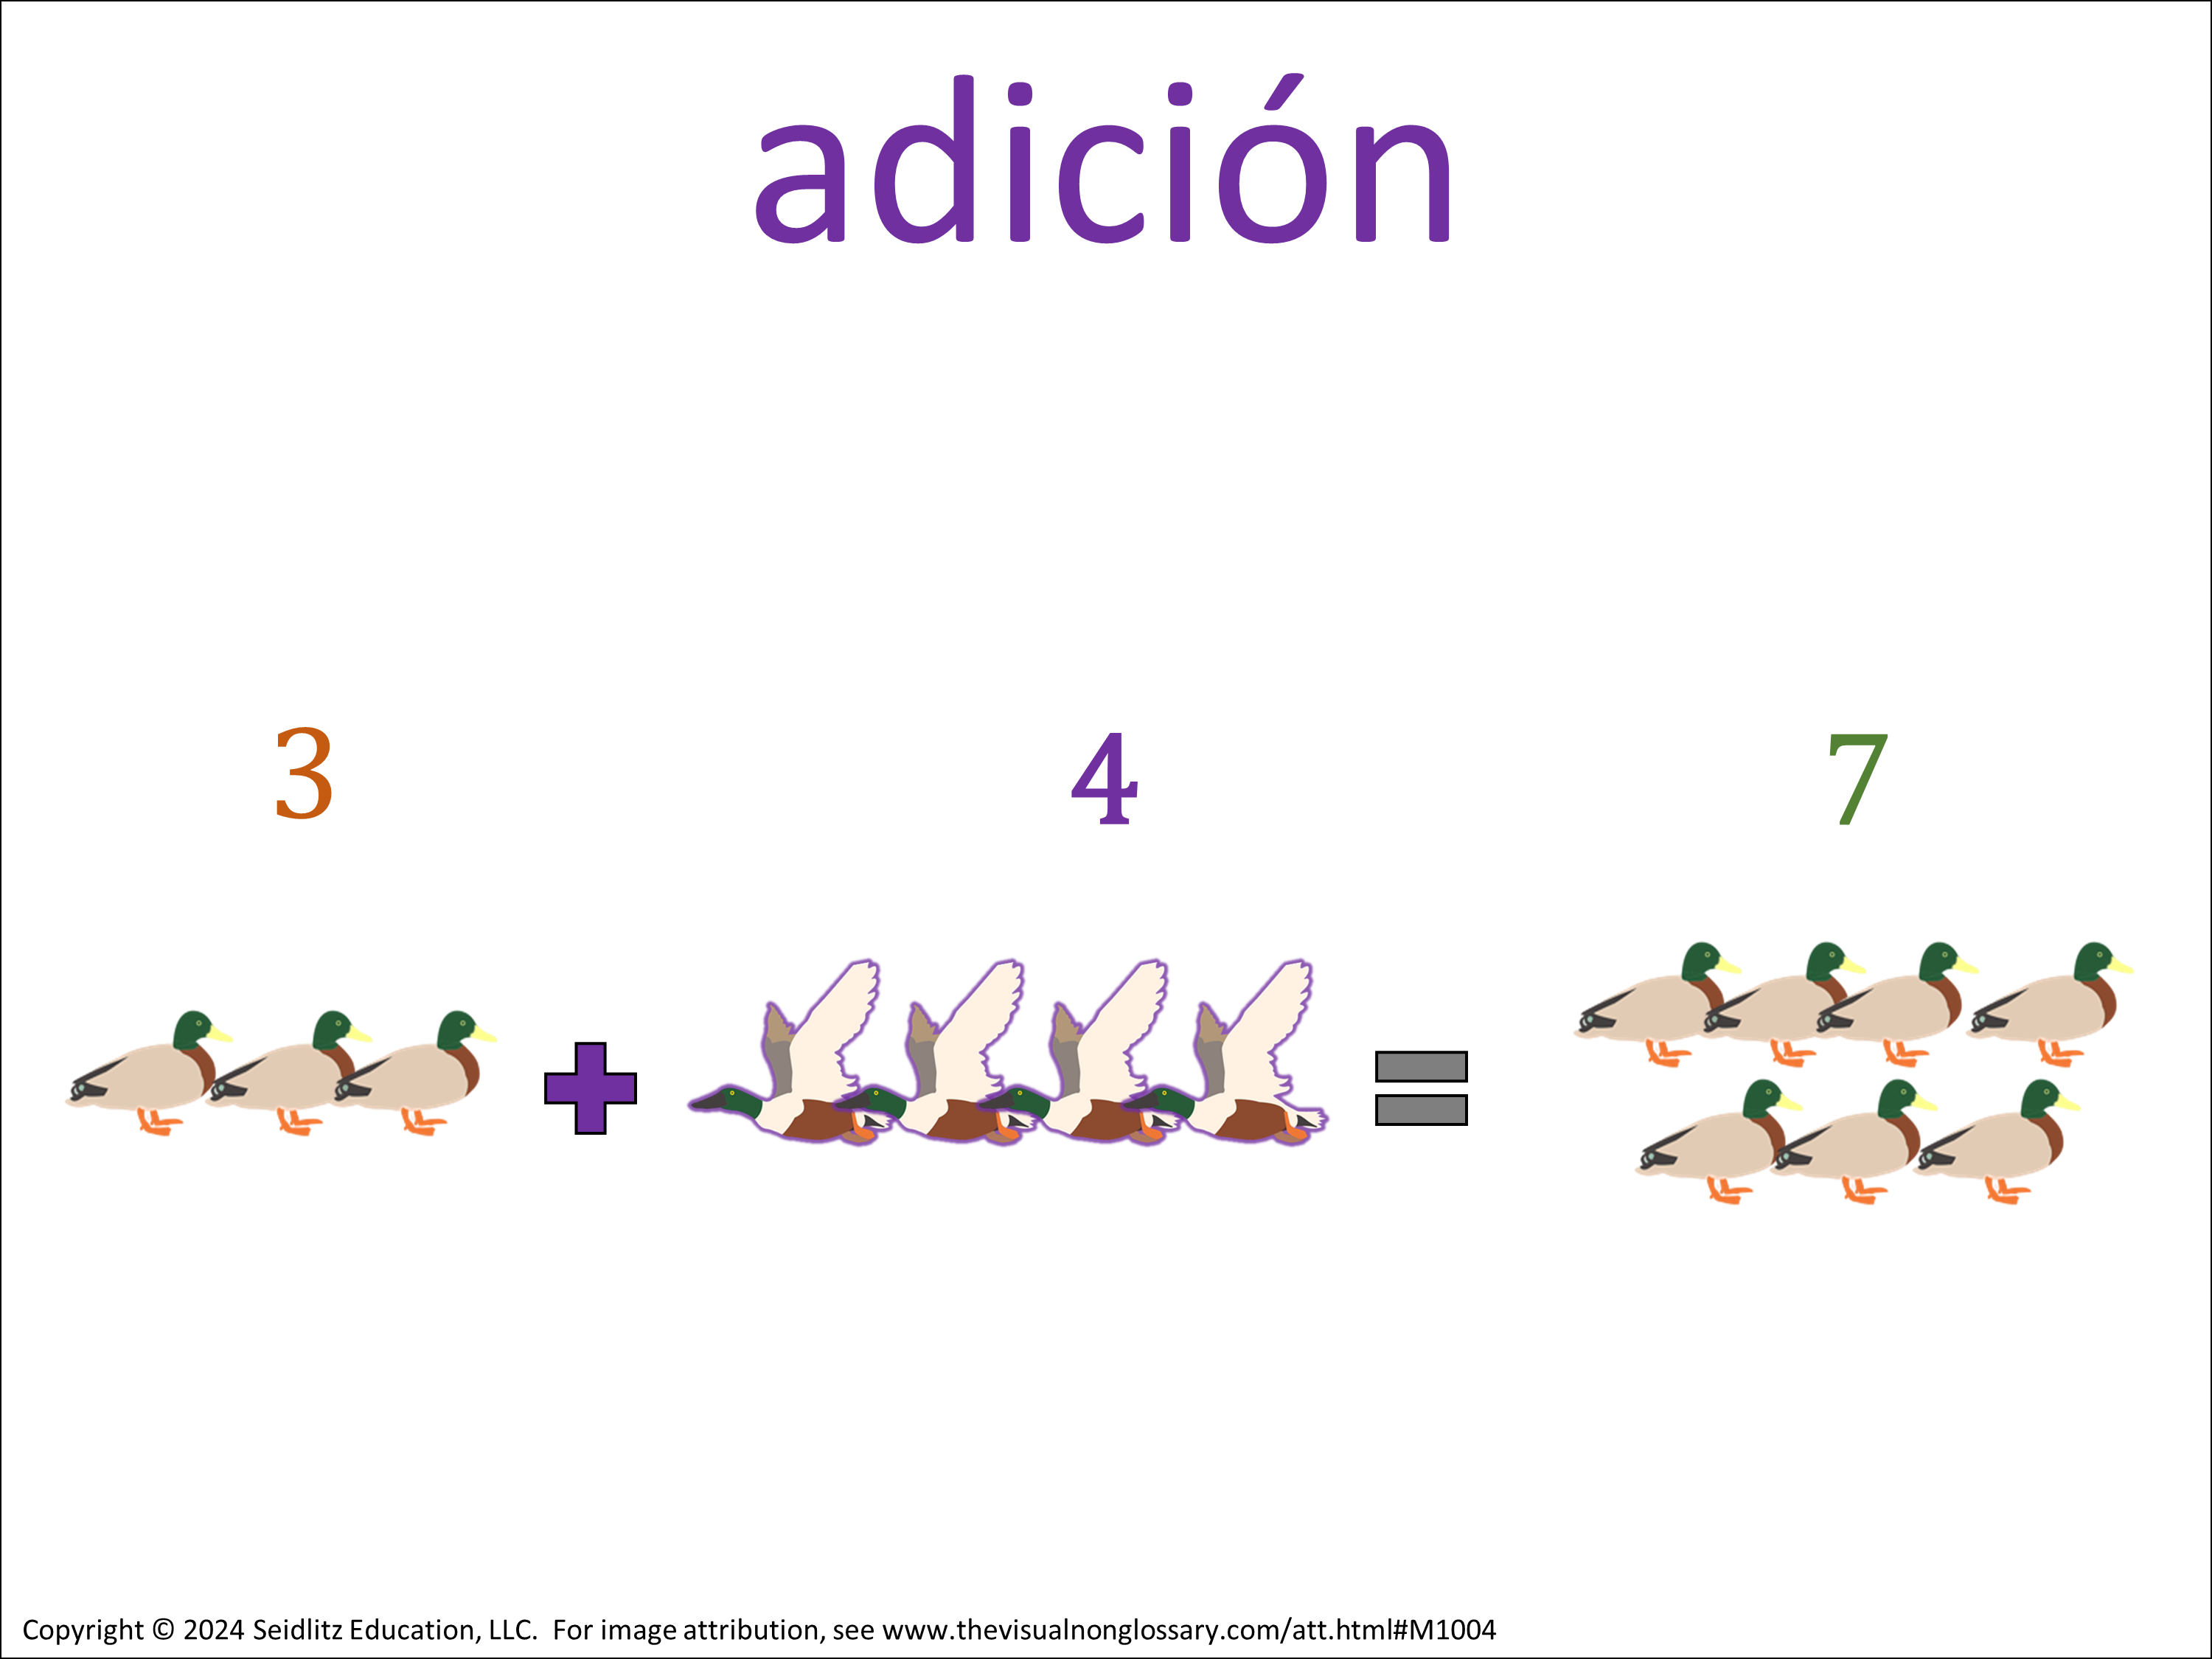 adición
3 4 7
+ =
Copyright © 2024 Seidlitz Education, LLC. For image attribution, see www.thevisualnonglossary.com/att.html#M1004